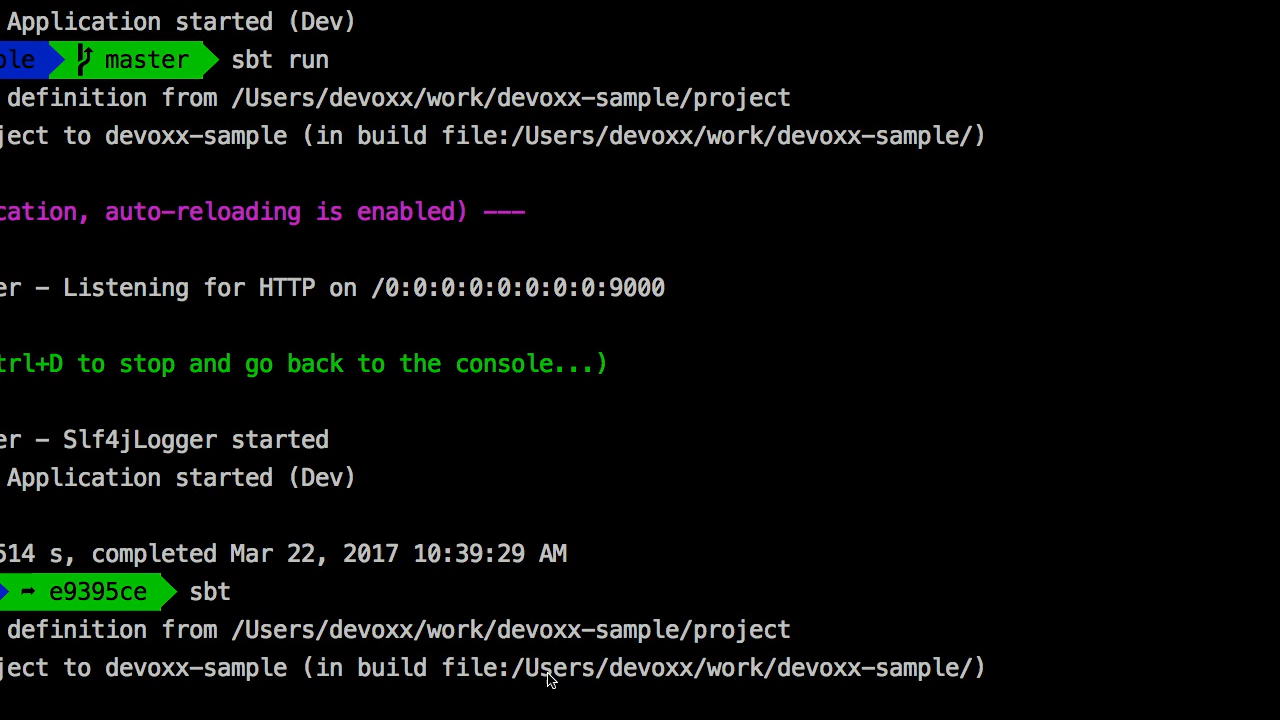 Application started (Dev)
ple master sbt run
definition from /Users/devoxx/work/devoxx-sample/project
ject to devoxx-sample (in build file:/Users/devoxx/work/devoxx-sample/)
cation, auto-reloading is enabled) ---
er - Listening for HTTP on /0:0:0:0:0:0:0:0:9000
trl+D to stop and go back to the console...)
er - Slf4jLogger started
Application started (Dev)
514 s, completed Mar 22, 2017 10:39:29 AM
➦ e9395ce sbt
definition from /Users/devoxx/work/devoxx-sample/project
ject to devoxx-sample (in build file:/Users/devoxx/work/devoxx-sample/)